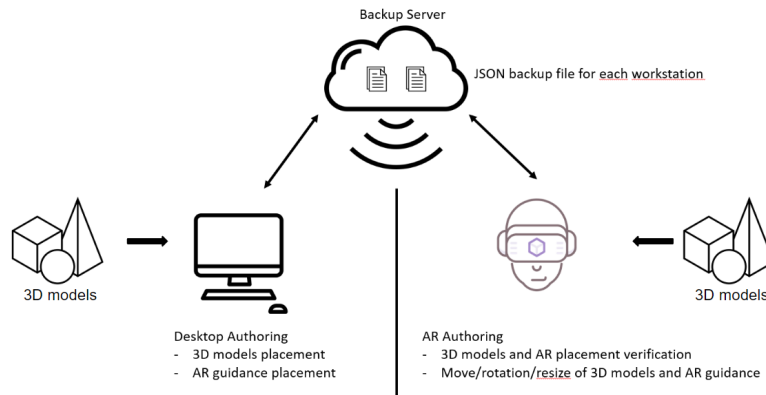 Backup Server
JSON backup file for each workstation
3D models
3D models
Desktop Authoring
- 3D models placement
- AR guidance placement
AR Authoring
- 3D models and AR placement verification
- Move/rotation/resize of 3D models and AR guidance